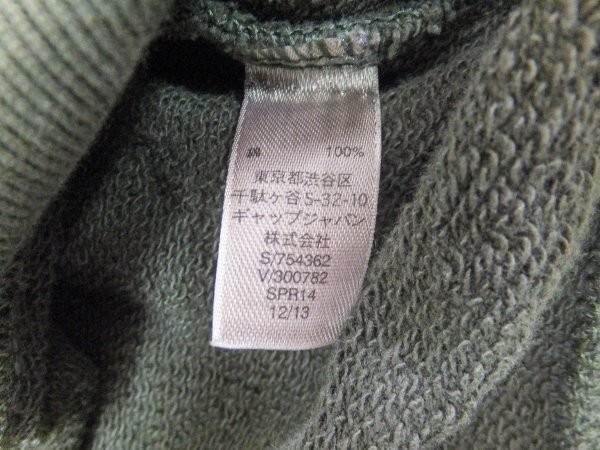 綿 100%
東京都渋谷区
千駄ヶ谷5-32-10
ギャップジャパン
株式会社
S/754362
V/300782
SPR14
12/13